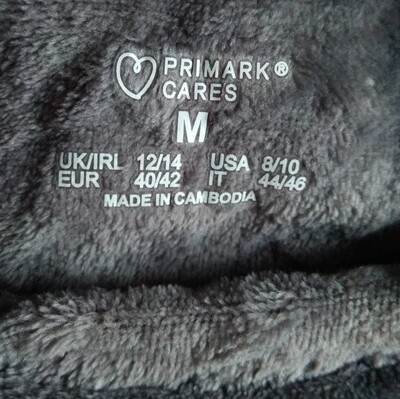 PRIMARK®
CARES
M
UK/IRL 12/14 USA 8/10
EUR 40/42 IT 44/46
MADE IN CAMBODIA